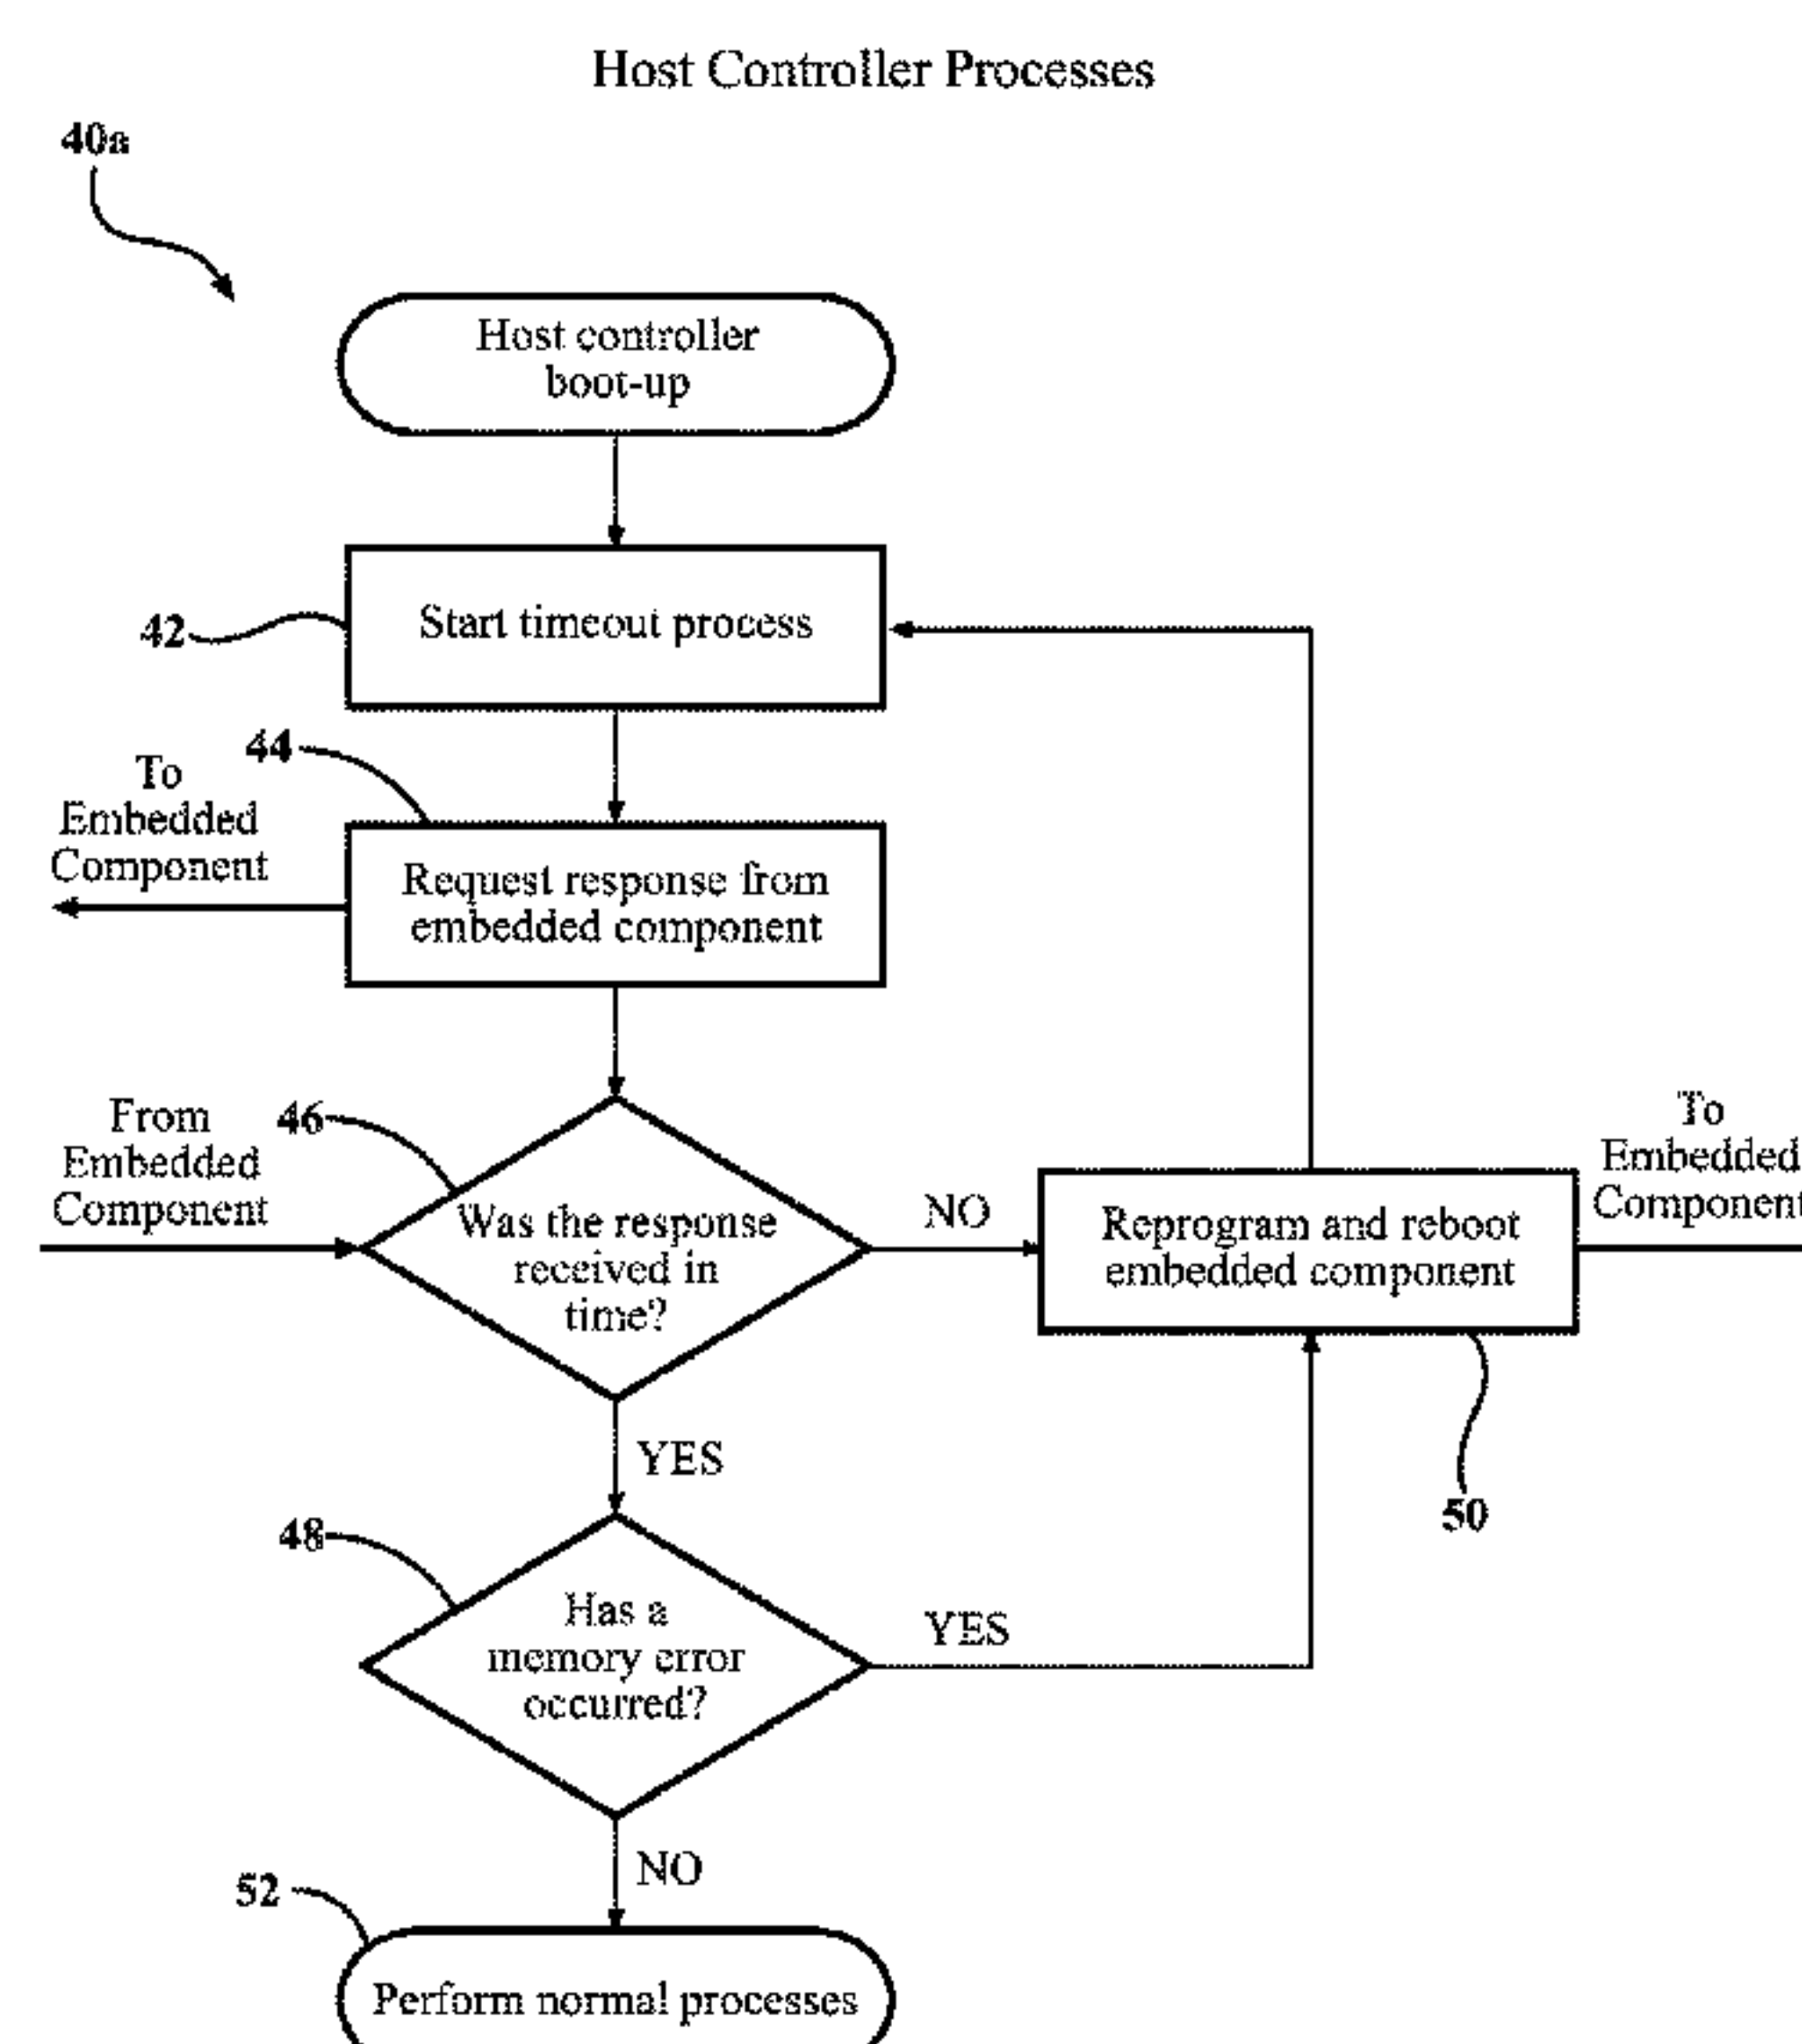 Host Controller Processes
40a
Host controller
boot-up
42
Start timeout process
44
To
Embedded
Component
Request response from
embedded component
From
Embedded
Component
46
Was the response
received in
time?
NO
Reprogram and reboot
embedded component
To
Embedded
Component
50
YES
48
Has a
memory error
occurred?
YES
NO
52
Perform normal processes